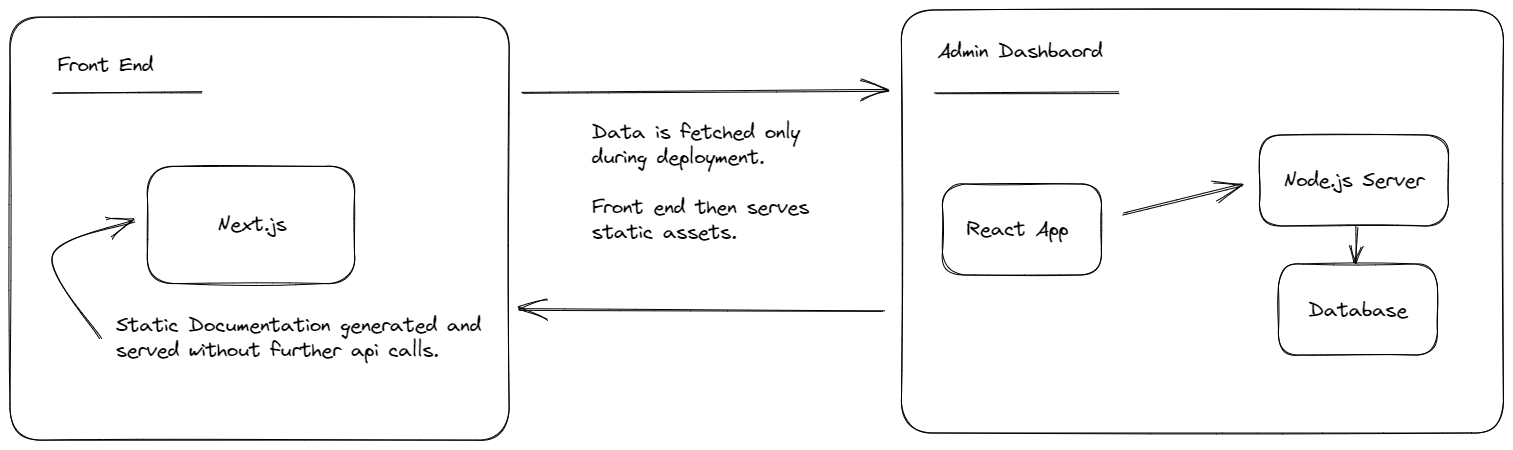 Front End
Next.js
Static Documentation generated and
served without further api calls.
Data is fetched only
during deployment.
Front end then serves
static assets.
Admin Dashbaord
React App
Node.js Server
Database